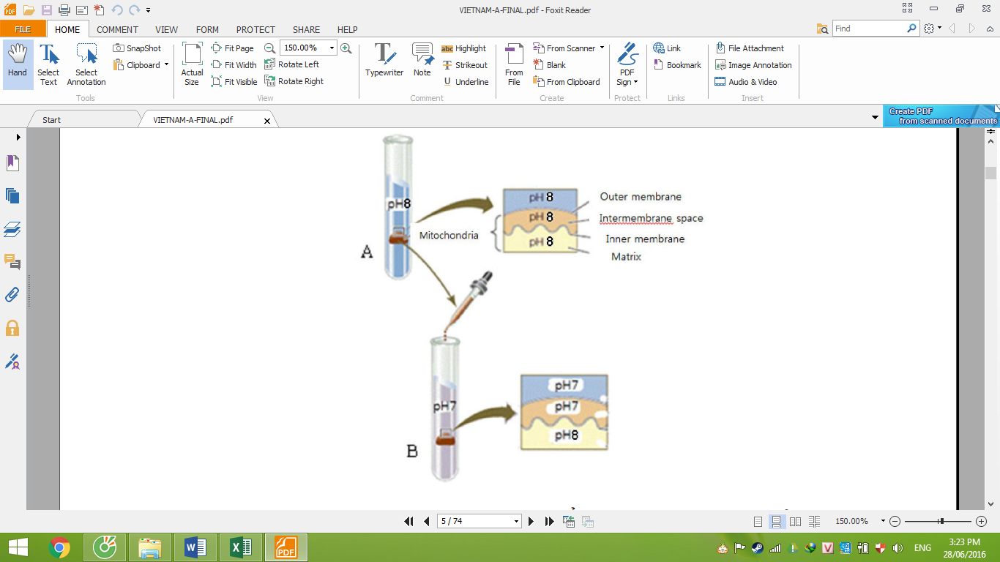 VIETNAM-A-FINAL.pdf - Foxit Reader
FILE HOME COMMENT VIEW FORM PROTECT SHARE HELP
Find
Hand
Select Text
Select Annotation
SnapShot
Clipboard
Tools
Actual Size
Fit Page
Fit Width
Fit Visible
150.00%
Rotate Left
Rotate Right
View
Typewriter
Note
abc Highlight
Strikeout
U Underline
Comment
From File
From Scanner
Blank
From Clipboard
Create
PDF Sign
Protect
Link
Bookmark
Links
File Attachment
Image Annotation
Audio & Video
Insert
Start
VIETNAM-A-FINAL.pdf
Create PDF
from scanned documents
pH8
A
Mitochondria
pH 8
pH 8
pH 8
Outer membrane
Intermembrane space
Inner membrane
Matrix
pH7
B
pH7
pH7
pH8
5 / 74
150.00%
ENG
3:23 PM
28/06/2016